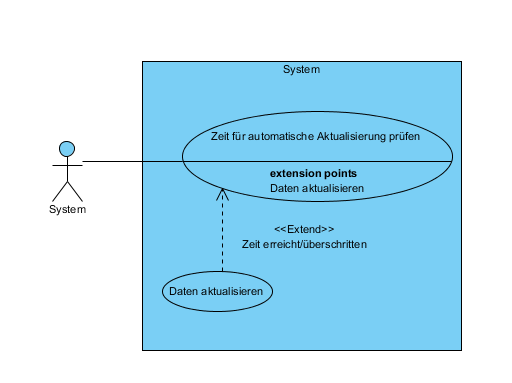 System
Zeit für automatische Aktualisierung prüfen
extension points
Daten aktualisieren
System
<<Extend>>
Zeit erreicht/überschritten
Daten aktualisieren